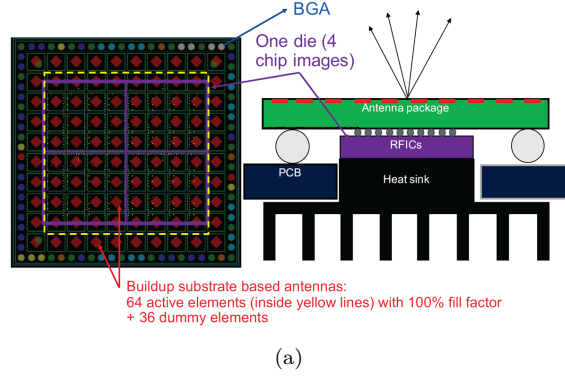 BGA
One die (4
chip images)
Antenna package
RFICs
PCB
Heat sink
Buildup substrate based antennas:
64 active elements (inside yellow lines) with 100% fill factor
+ 36 dummy elements
(a)